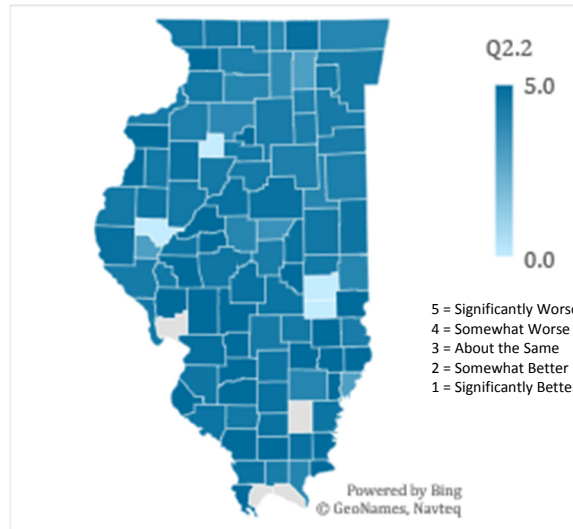 Q2.2
5.0
0.0
5 = Significantly Worse
4 = Somewhat Worse
3 = About the Same
2 = Somewhat Better
1 = Significantly Bette
Powered by Bing
© GeoNames, Navteq